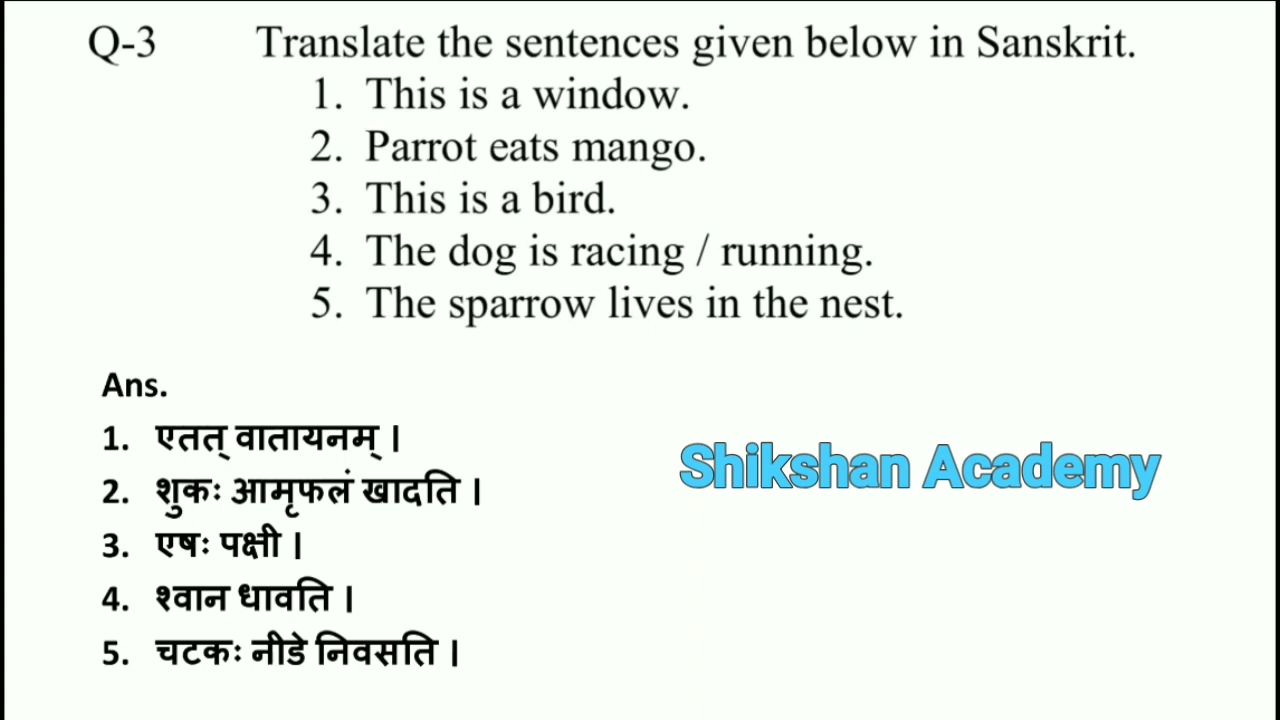 Q-3 Translate the sentences given below in Sanskrit.
1. This is a window.
2. Parrot eats mango.
3. This is a bird.
4. The dog is racing / running.
5. The sparrow lives in the nest.
Ans.
1. एतत् वातायनम् ।
2. शुकः आमृफलं खादति ।
Shikshan Academy
3. एषः पक्षी ।
4. श्वान धावति ।
5. चटकः नीडे निवसति ।